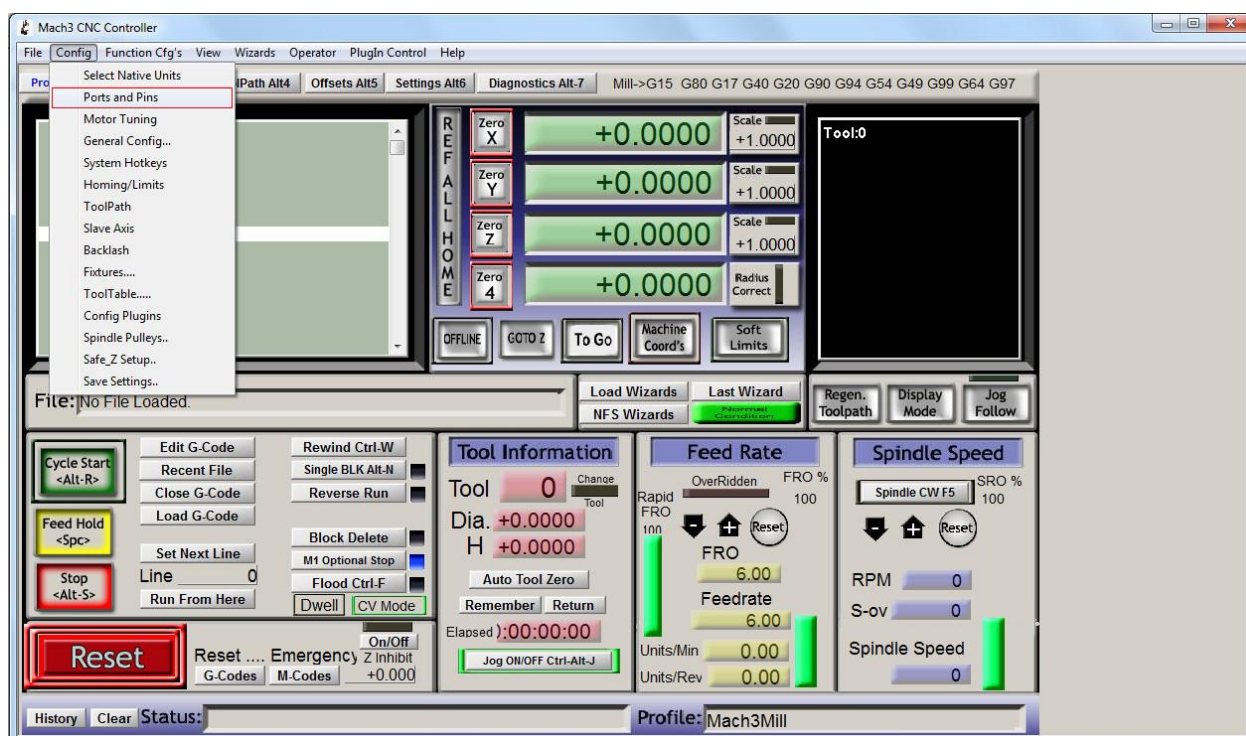 Mach3 CNC Controller
File Config Function Cfg's View Wizards Operator PlugIn Control Help
Select Native Units
Ports and Pins
Motor Tuning
General Config...
System Hotkeys
Homing/Limits
ToolPath
Slave Axis
Backlash
Fixtures....
ToolTable.....
Config Plugins
Spindle Pulleys..
Safe_Z Setup..
Save Settings..
Pro lPath Alt4 Offsets Alt5 Settings Alt6 Diagnostics Alt-7 Mill->G15 G80 G17 G40 G20 G90 G94 G54 G49 G99 G64 G97
REF ALL HOME
Zero X +0.0000 Scale +1.0000
Zero Y +0.0000 Scale +1.0000
Zero Z +0.0000 Scale +1.0000
Zero 4 +0.0000 Radius Correct
OFFLINE GOTO Z To Go Machine Coord's Soft Limits
Tool:0
File: No File Loaded.
Load Wizards Last Wizard
NFS Wizards Normal Condition
Regen. Toolpath Display Mode Jog Follow
Cycle Start <Alt-R>
Feed Hold <Spc>
Stop <Alt-S>
Edit G-Code
Recent File
Close G-Code
Load G-Code
Set Next Line
Line 0
Run From Here
Rewind Ctrl-W
Single BLK Alt-N
Reverse Run
Block Delete
M1 Optional Stop
Flood Ctrl-F
Dwell CV Mode
Reset
Reset .... Emergency
G-Codes M-Codes
On/Off
Z Inhibit
+0.000
Tool Information
Tool 0 Change Tool
Dia. +0.0000
H +0.0000
Auto Tool Zero
Remember Return
Elapsed ):00:00:00
Jog ON/OFF Ctrl-Alt-J
Feed Rate
OverRidden FRO %
100
Rapid FRO
100
Reset
FRO
6.00
Feedrate
6.00
Units/Min 0.00
Units/Rev 0.00
Spindle Speed
Spindle CW F5 SRO %
100
Reset
RPM 0
S-ov 0
Spindle Speed
0
History Clear Status:
Profile: Mach3Mill